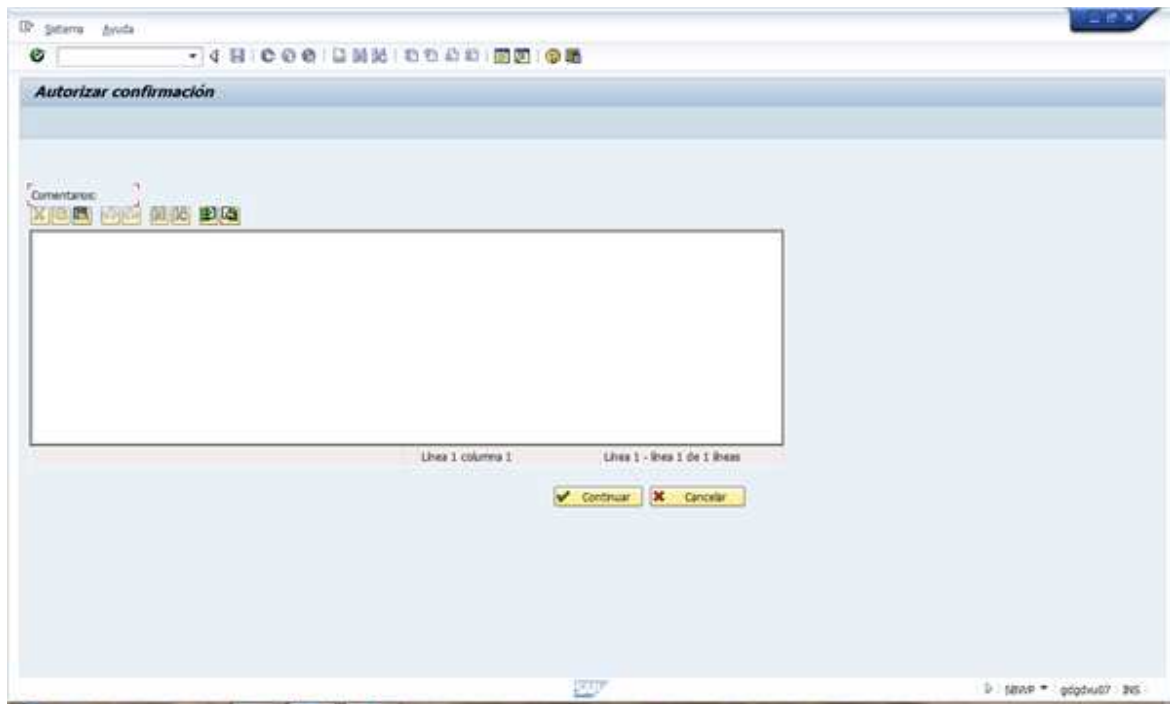 Sistema Ayuda
Autorizar confirmación
Comentarios:
Línea 1 columna 1
Línea 1 - línea 1 de 1 líneas
Continuar
Cancelar
INS